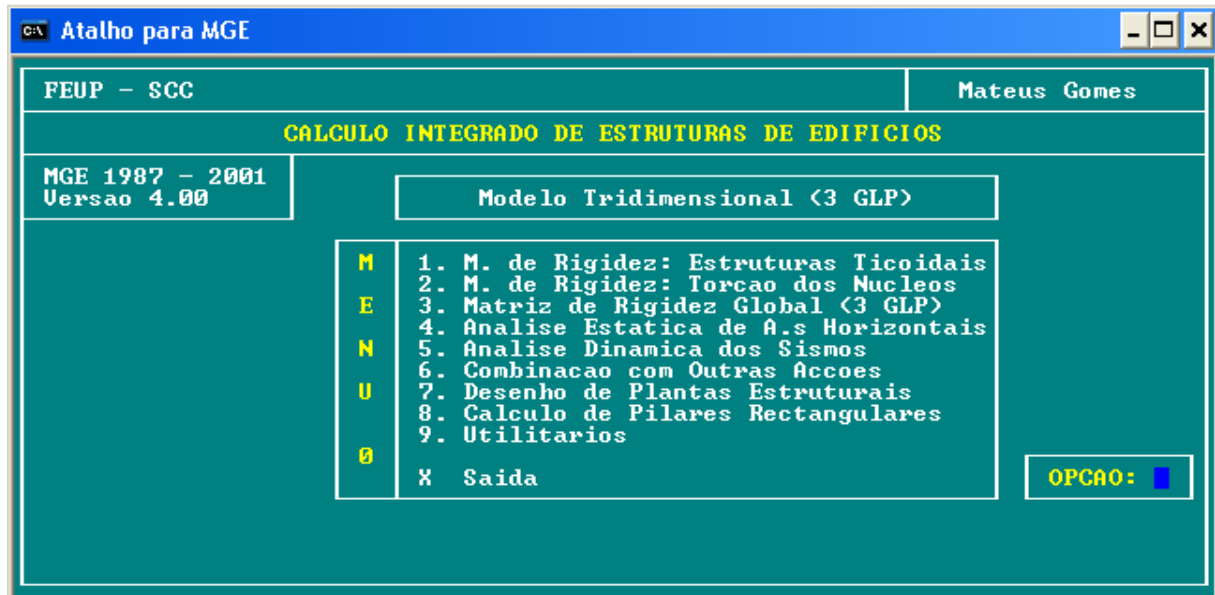 Atalho para MGE
FEUP - SCC
Mateus Gomes
CALCULO INTEGRADO DE ESTRUTURAS DE EDIFICIOS
MGE 1987 - 2001
Versao 4.00
Modelo Tridimensional (3 GLP)
MENU 0
1. M. de Rigidez: Estruturas Ticoidais
2. M. de Rigidez: Torcao dos Nucleos
3. Matriz de Rigidez Global (3 GLP)
4. Analise Estatica de A.s Horizontais
5. Analise Dinamica dos Sismos
6. Combinacao com Outras Accoes
7. Desenho de Plantas Estruturais
8. Calculo de Pilares Rectangulares
9. Utilitarios
X Saida
OPCAO: